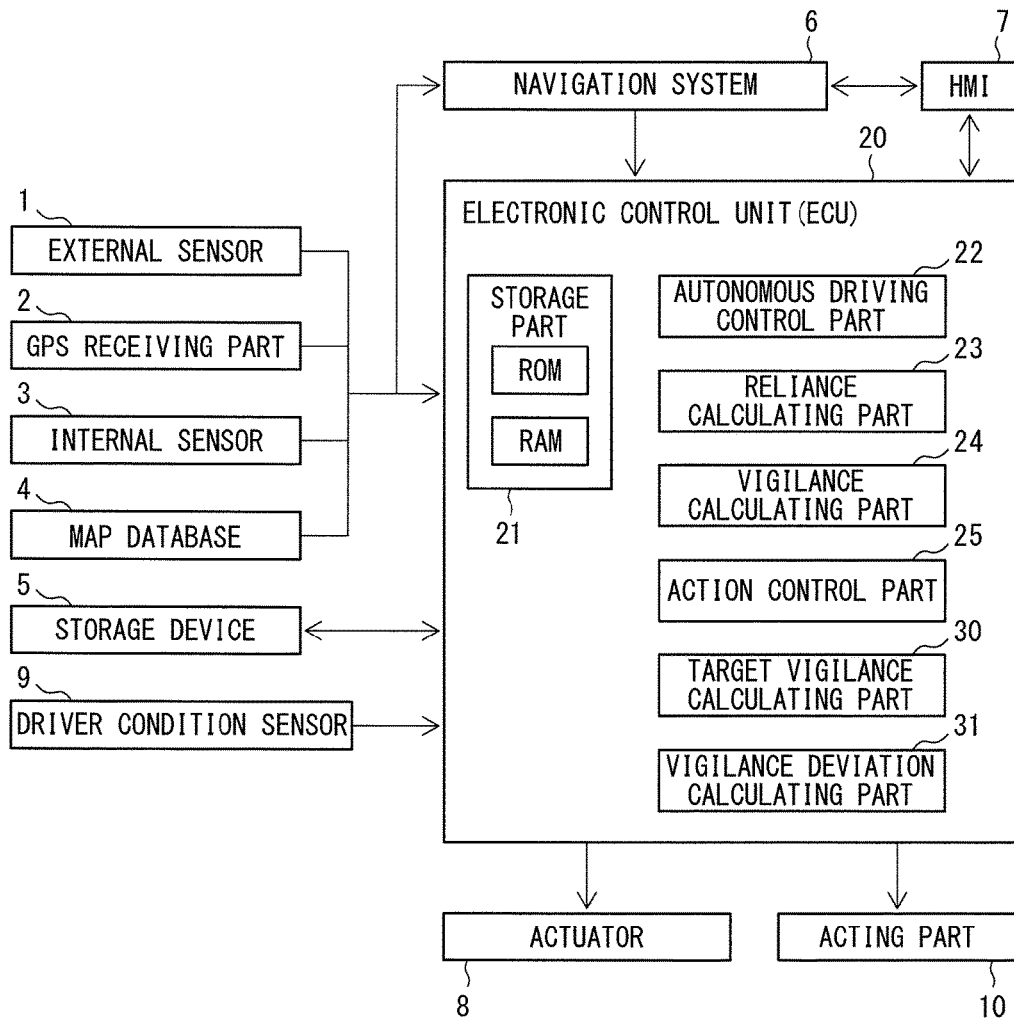 6
7
NAVIGATION SYSTEM
HMI
20
1
EXTERNAL SENSOR
2
GPS RECEIVING PART
3
INTERNAL SENSOR
4
MAP DATABASE
5
STORAGE DEVICE
9
DRIVER CONDITION SENSOR
ELECTRONIC CONTROL UNIT(ECU)
STORAGE
PART
ROM
RAM
21
22
AUTONOMOUS DRIVING
CONTROL PART
23
RELIANCE
CALCULATING PART
24
VIGILANCE
CALCULATING PART
25
ACTION CONTROL PART
30
TARGET VIGILANCE
CALCULATING PART
31
VIGILANCE DEVIATION
CALCULATING PART
ACTUATOR
8
ACTING PART
10